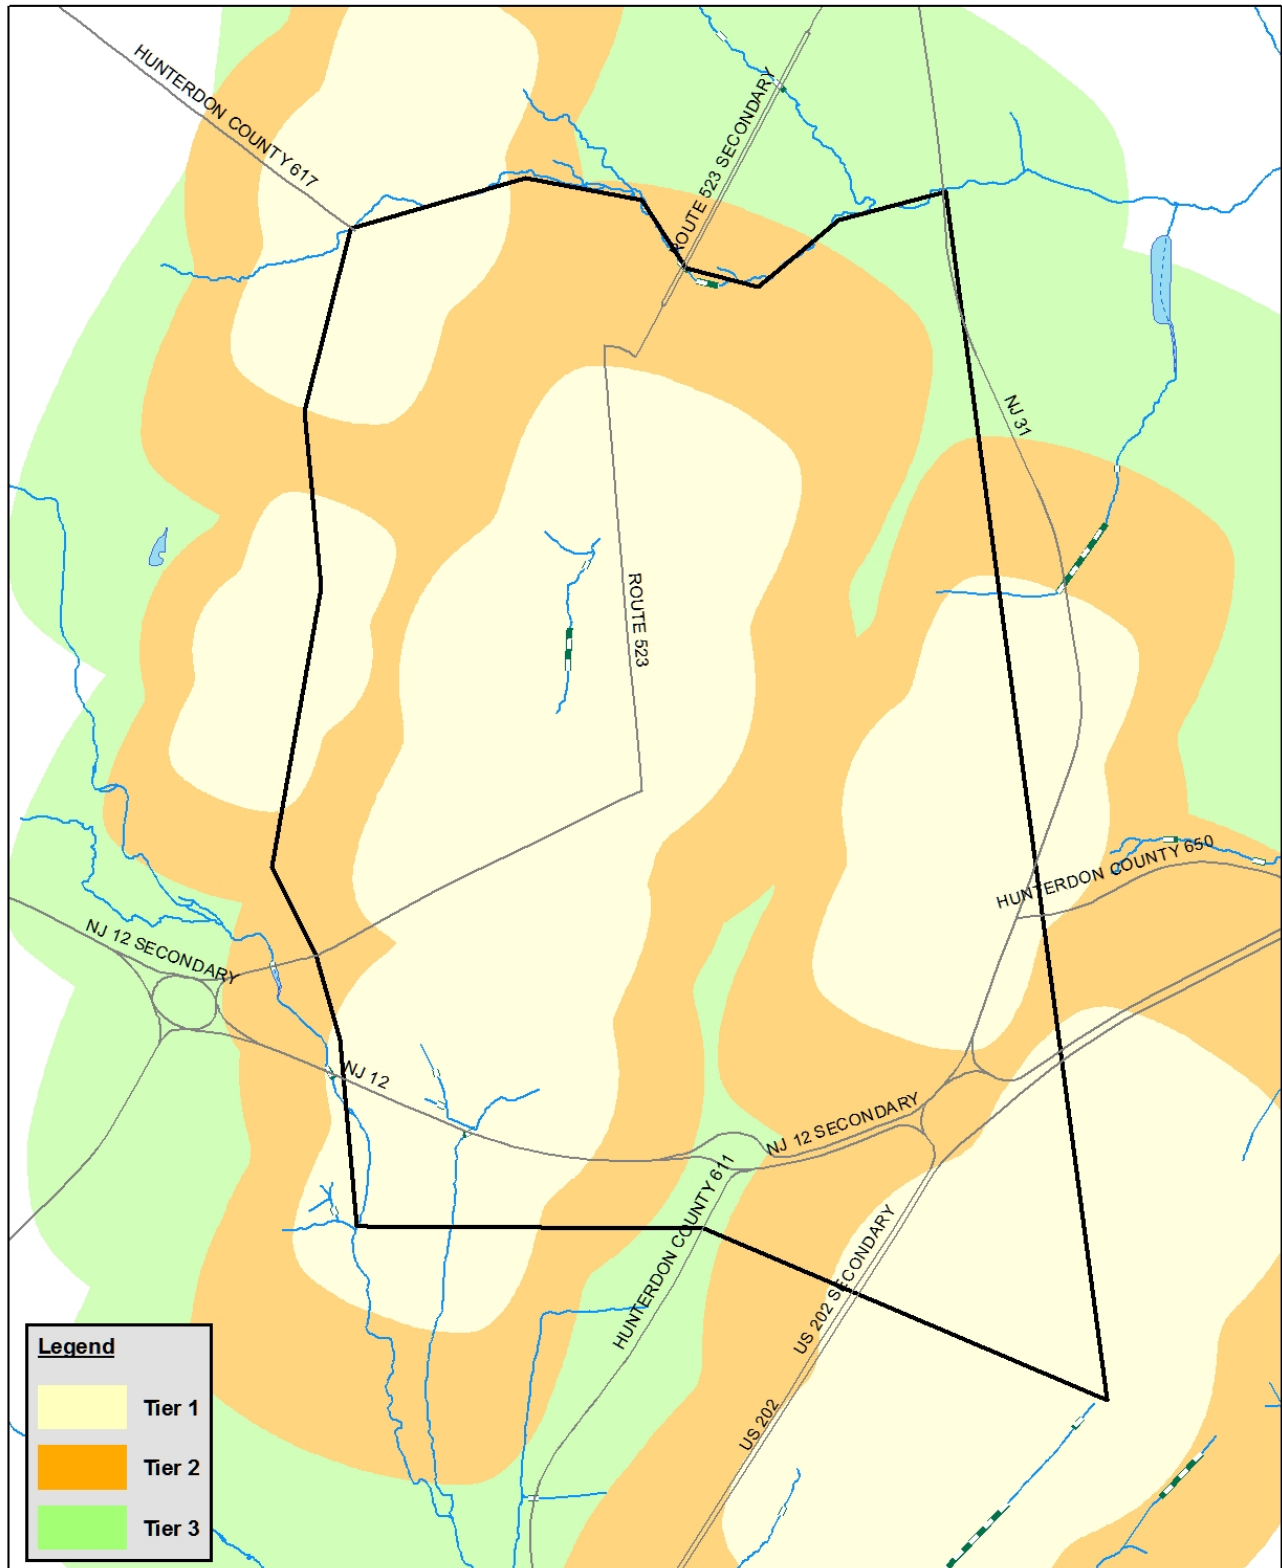 HUNTERDON COUNTY 617
ROUTE 523 SECONDARY
NJ 31
ROUTE 523
HUNTERDON COUNTY 650
NJ 12 SECONDARY
NJ 12
NJ 12 SECONDARY
HUNTERDON COUNTY 611
US 202 SECONDARY
US 202
Legend
Tier 1
Tier 2
Tier 3